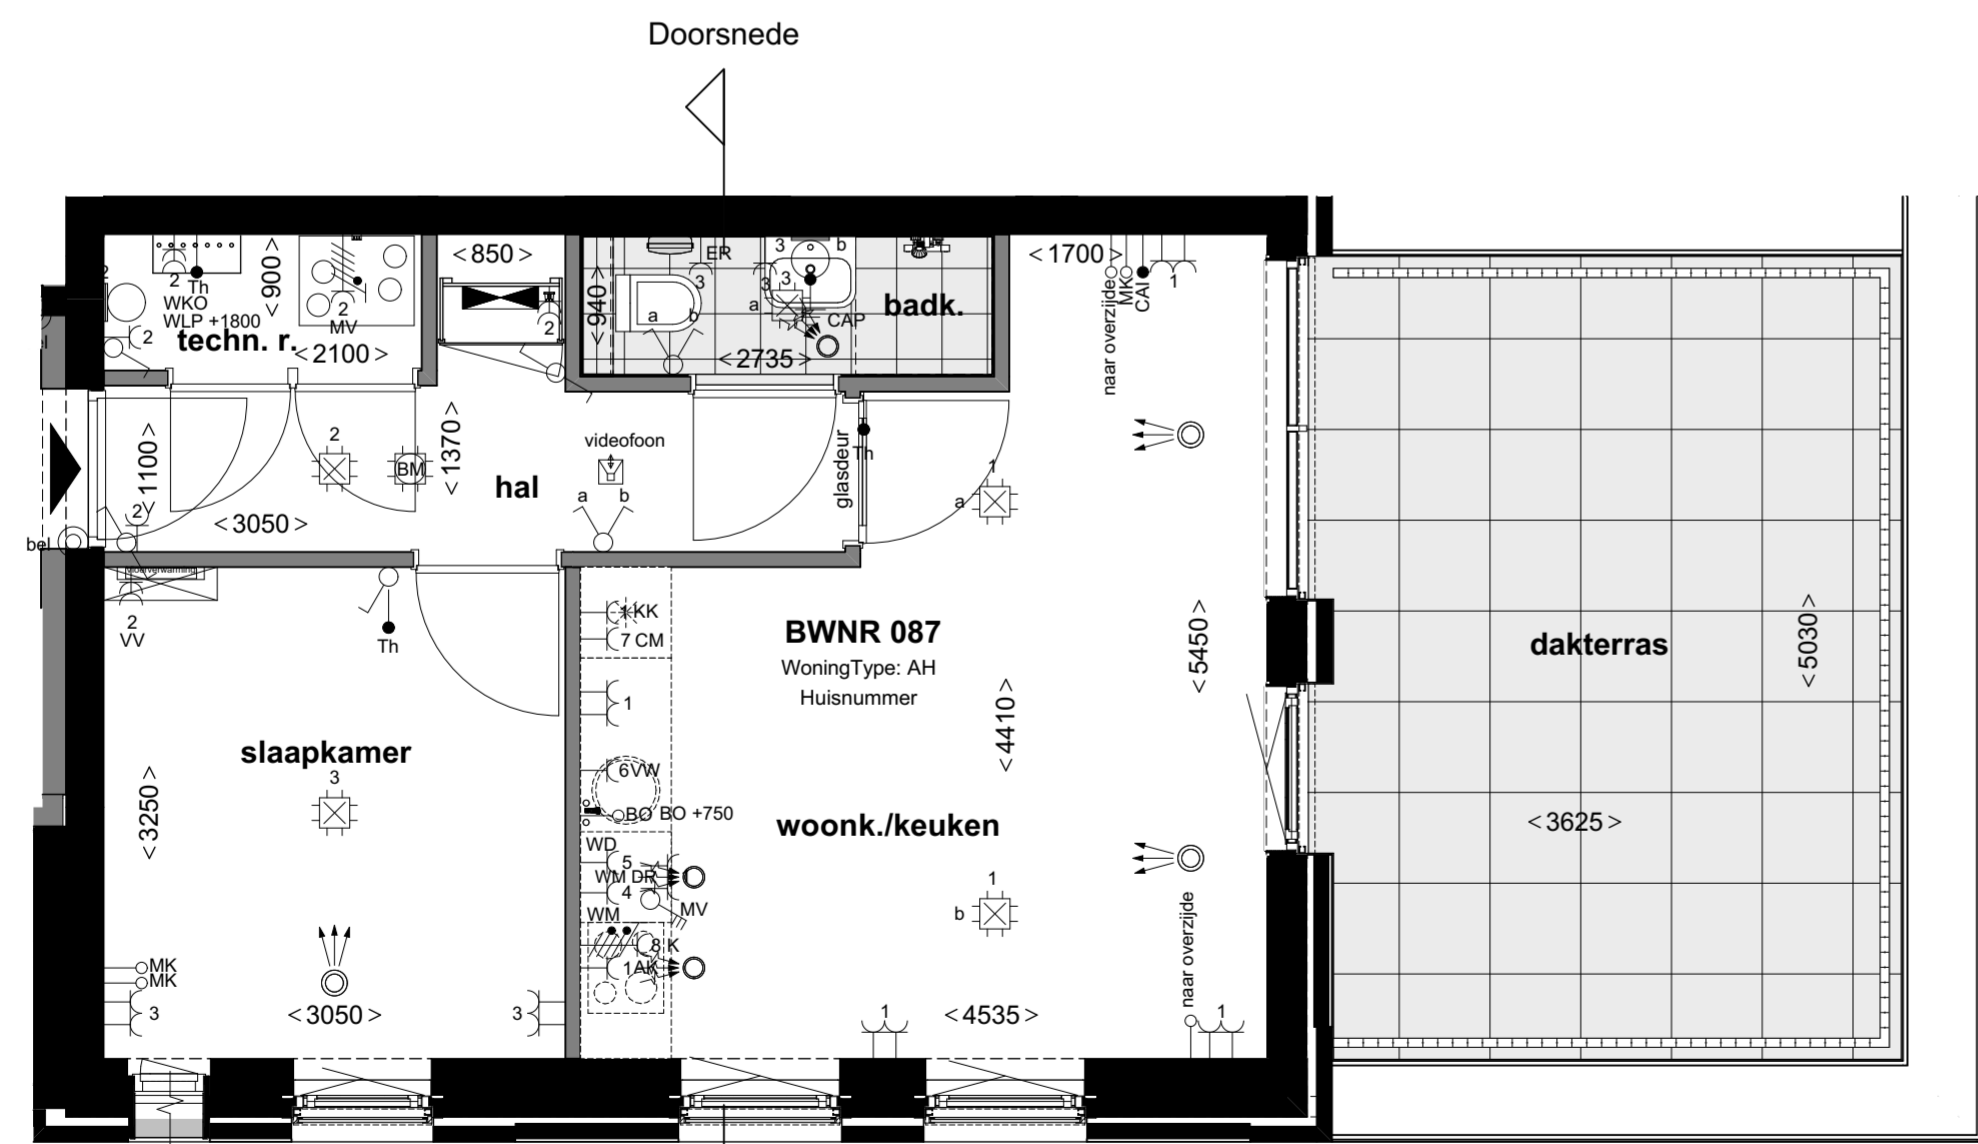 Doorsnede
<850>
<1700>
ER
3
b
3
3
a
CAP
badk.
<940>
a
b
<2735>
2
Th
WKO
WLP +1800
techn. r.
<900>
2
MV
<2100>
2
2
naar overzijde
MK
CAI
1
videofoon
a
b
hal
<1370>
2
BM
<1100>
<3050>
2
bel
glasdeur
Th
1
a
vloerverwarming
2
VV
Th
1KK
7 CM
1
6VW
BO
BO +750
WD
5
WM DR
4
WM
MV
8 K
1AK
BWNR 087
WoningType: AH
Huisnummer
<4410>
<5450>
woonk./keuken
1
b
slaapkamer
3
<3250>
MK
MK
3
<3050>
3
1
<4535>
naar overzijde
1
dakterras
<5030>
<3625>